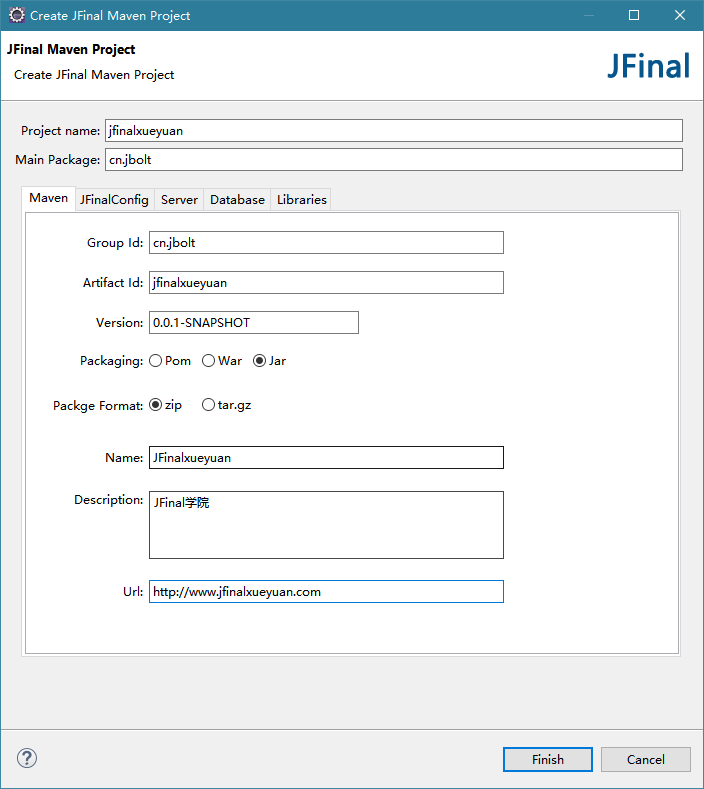 Create JFinal Maven Project
JFinal Maven Project
Create JFinal Maven Project
JFinal
Project name: jfinalxueyuan
Main Package: cn.jbolt
Maven JFinalConfig Server Database Libraries
Group Id: cn.jbolt
Artifact Id: jfinalxueyuan
Version: 0.0.1-SNAPSHOT
Packaging: Pom War Jar
Packge Format: zip tar.gz
Name: JFinalxueyuan
Description: JFinal学院
Url: http://www.jfinalxueyuan.com
? Finish Cancel